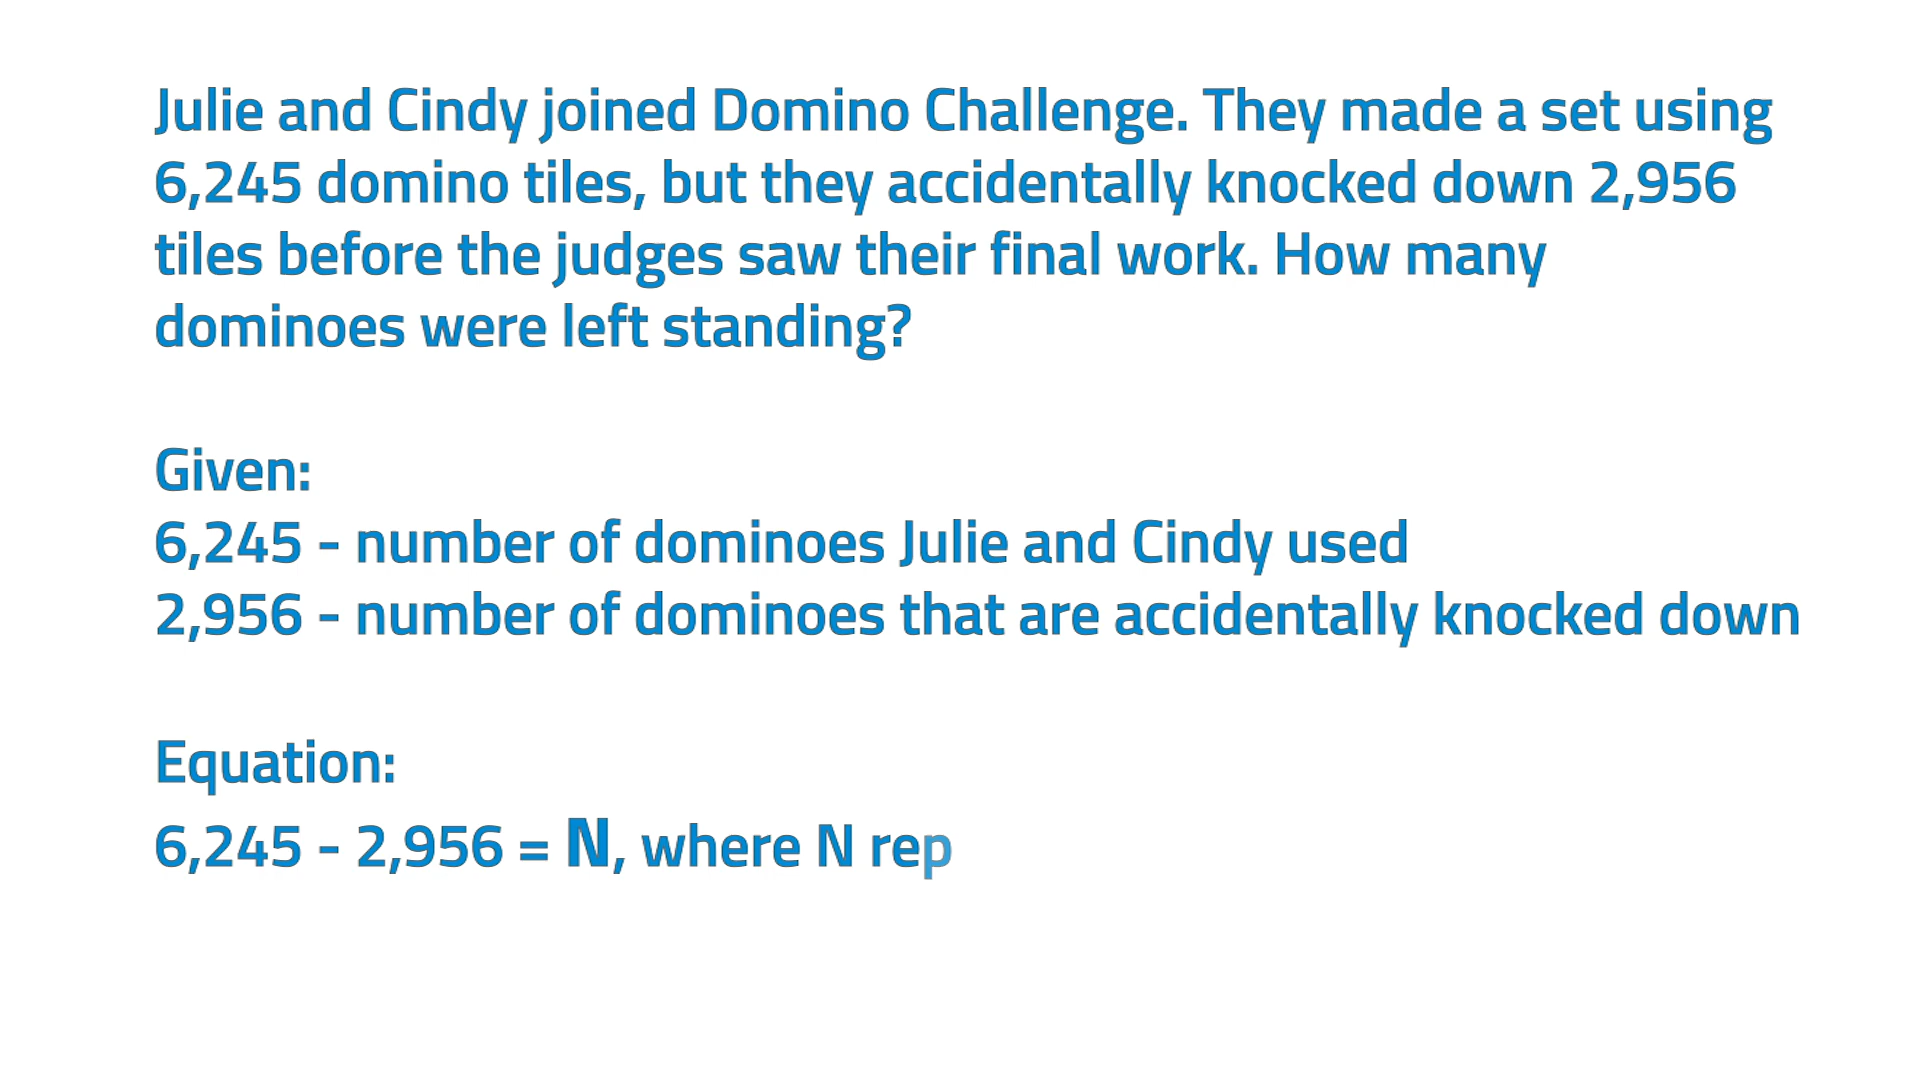 Julie and Cindy joined Domino Challenge. They made a set using
6,245 domino tiles, but they accidentally knocked down 2,956
tiles before the judges saw their final work. How many
dominoes were left standing?
Given:
6,245 - number of dominoes Julie and Cindy used
2,956 - number of dominoes that are accidentally knocked down
Equation:
6,245 - 2,956 = N, where N rep